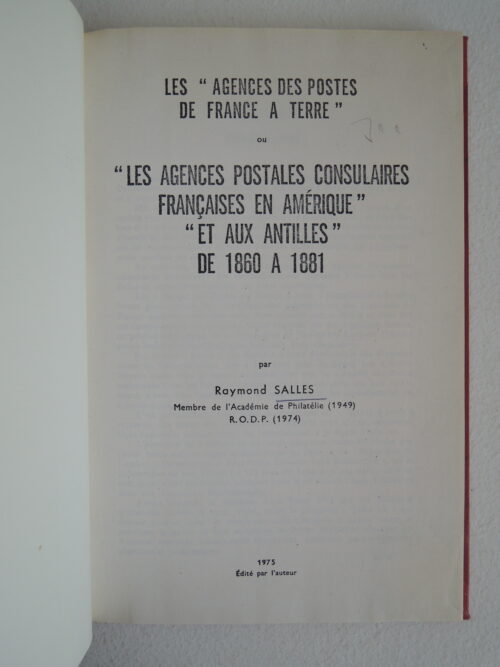 LES “ AGENCES DES POSTES
DE FRANCE A TERRE ”
ou
“ LES AGENCES POSTALES CONSULAIRES
FRANÇAISES EN AMÉRIQUE ”
“ ET AUX ANTILLES ”
DE 1860 A 1881
par
Raymond SALLES
Membre de l'Académie de Philatélie (1949)
R.O.D.P. (1974)
1975
Édité par l'auteur